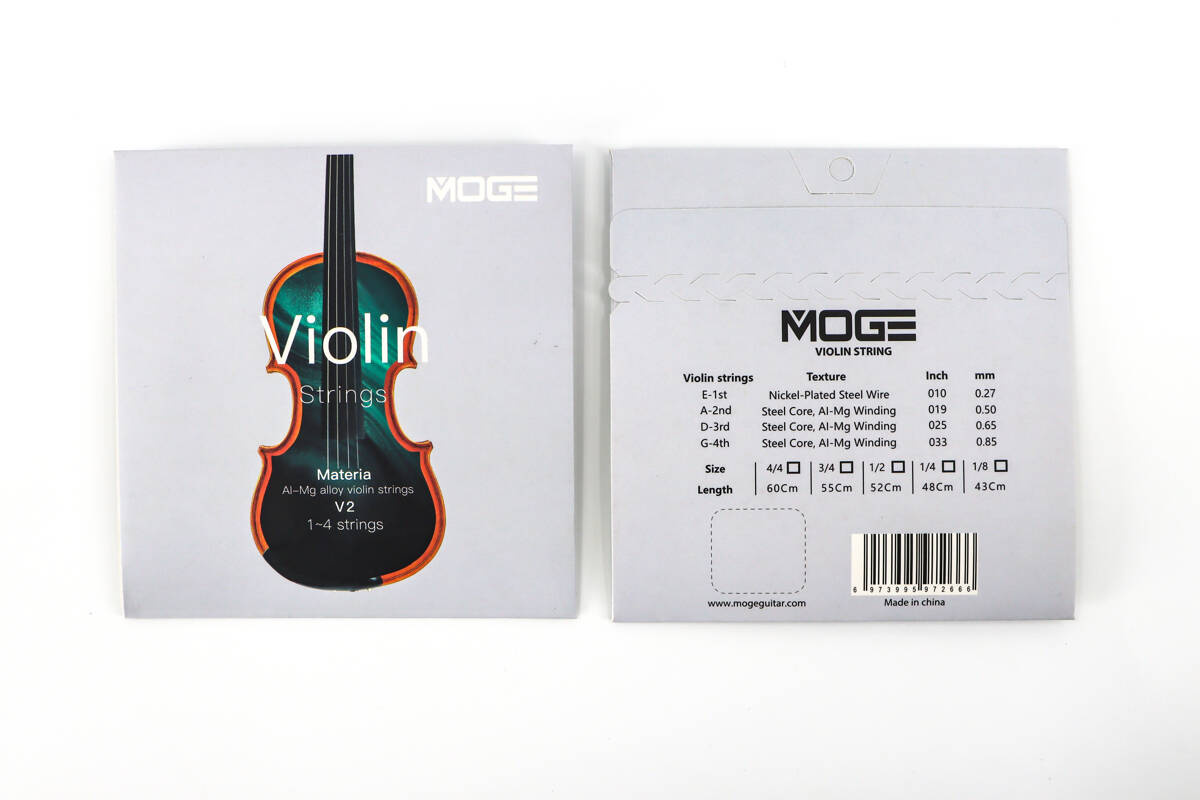 MOGE
Violin
Strings
Materia
Al-Mg alloy violin strings
V2
1~4 strings
MOGE
VIOLIN STRING
Violin strings Texture Inch mm
E-1st Nickel-Plated Steel Wire 010 0.27
A-2nd Steel Core, Al-Mg Winding 019 0.50
D-3rd Steel Core, Al-Mg Winding 025 0.65
G-4th Steel Core, Al-Mg Winding 033 0.85
Size 4/4 3/4 1/2 1/4 1/8
Length 60Cm 55Cm 52Cm 48Cm 43Cm
6 973995 972666
www.mogeguitar.com Made in china